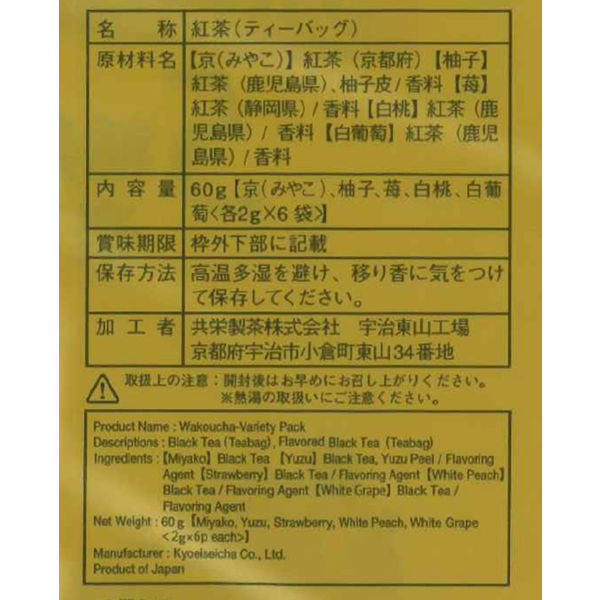 名称 紅茶(ティーバッグ)
原材料名 【京(みやこ)】紅茶(京都府)【柚子】
紅茶(鹿児島県)、柚子皮/香料【苺】
紅茶(静岡県)/香料【白桃】紅茶(鹿
児島県)/ 香料【白葡萄】紅茶(鹿児
島県)/香料
内容量 60g【京(みやこ)、柚子、苺、白桃、白葡
萄<各2g×6袋>】
賞味期限 枠外下部に記載
保存方法 高温多湿を避け、移り香に気をつけ
て保存してください。
加工者 共栄製茶株式会社 宇治東山工場
京都府宇治市小倉町東山34番地
取扱上の注意:開封後はお早めにお召し上がりください。
※熱湯の取扱いにご注意ください。
Product Name : Wakoucha-Variety Pack
Descriptions : Black Tea (Teabag), Flavored Black Tea (Teabag)
Ingredients : 【Miyako】Black Tea 【Yuzu】Black Tea, Yuzu Peel / Flavoring
Agent【Strawberry】Black Tea / Flavoring Agent【White Peach】
Black Tea / Flavoring Agent【White Grape】Black Tea /
Flavoring Agent
Net Weight : 60g【Miyako, Yuzu, Strawberry, White Peach, White Grape
<2g×6p each>】
Manufacturer : Kyoeiseicha Co., Ltd.
Product of Japan